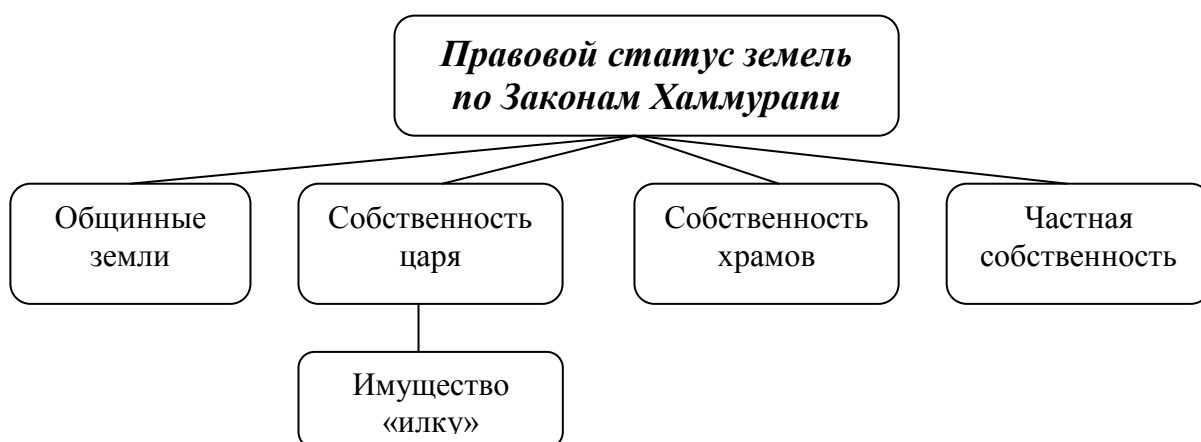 Правовой статус земель
по Законам Хаммурапи
Общинные
земли
Собственность
царя
Собственность
храмов
Частная
собственность
Имущество
«илку»